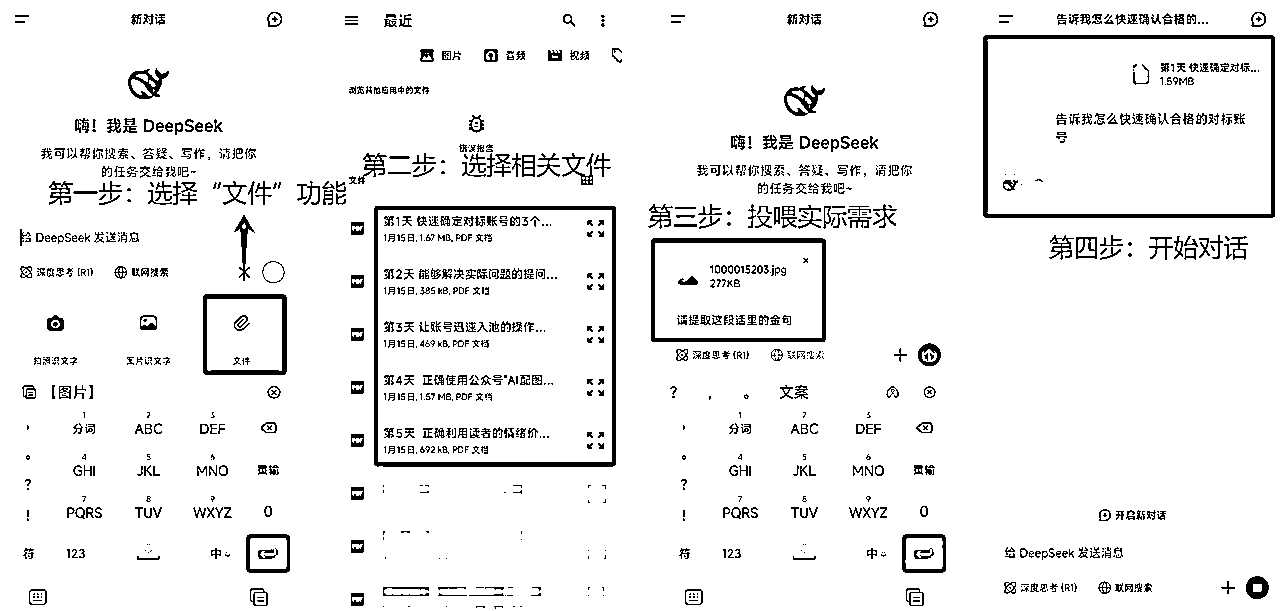 新对话
嗨！我是 DeepSeek
我可以帮你搜索、答疑、写作，请把你
的任务交给我吧~
第一步：选择“文件”功能
给 DeepSeek 发送消息
深度思考 (R1) 联网搜索
拍照识文字 图片识文字 文件
【图片】
, 1 2 3
分词 ABC DEF
。 4 5 6
GHI JKL MNO 重输
?
7 8 9
! PQRS TUV WXYZ 0
符 123 中
最近
图片 音频 视频
浏览其他应用中的文件
错误报告
第二步：选择相关文件
文件
第1天 快速确定对标账号的3个...
1月15日, 1.67 MB, PDF 文档
第2天 能够解决实际问题的提问...
1月15日, 385 kB, PDF 文档
第3天 让账号迅速入池的操作...
1月15日, 469 kB, PDF 文档
第4天 正确使用公众号“AI配图...
1月15日, 1.57 MB, PDF 文档
第5天 正确利用读者的情绪价...
1月15日, 692 kB, PDF 文档
新对话
嗨！我是 DeepSeek
我可以帮你搜索、答疑、写作，请把你
的任务交给我吧~
第三步：投喂实际需求
1000015203.jpg
277KB
请提取这段话里的金句
深度思考 (R1) 联网搜索
? , 。 文案
, 1 2 3
分词 ABC DEF
。 4 5 6
GHI JKL MNO 重输
?
7 8 9
! PQRS TUV WXYZ 0
符 123 中
告诉我怎么快速确认合格的...
第1天 快速确定对标...
1.59MB
告诉我怎么快速确认合格的对标账
号
第四步：开始对话
开启新对话
给 DeepSeek 发送消息
深度思考 (R1) 联网搜索